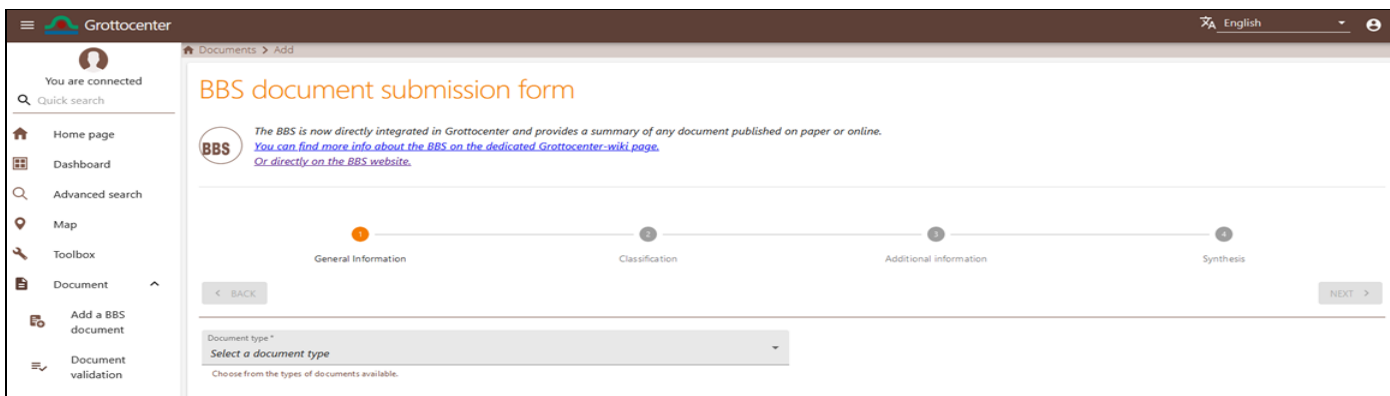 Grottocenter
English
You are connected
Quick search
Home page
Dashboard
Advanced search
Map
Toolbox
Document
Add a BBS
document
Document
validation
Documents > Add
BBS document submission form
BBS
The BBS is now directly integrated in Grottocenter and provides a summary of any document published on paper or online.
You can find more info about the BBS on the dedicated Grottocenter-wiki page.
Or directly on the BBS website.
1 2 3 4
General Information Classification Additional information Synthesis
< BACK NEXT >
Document type *
Select a document type
Choose from the types of documents available.